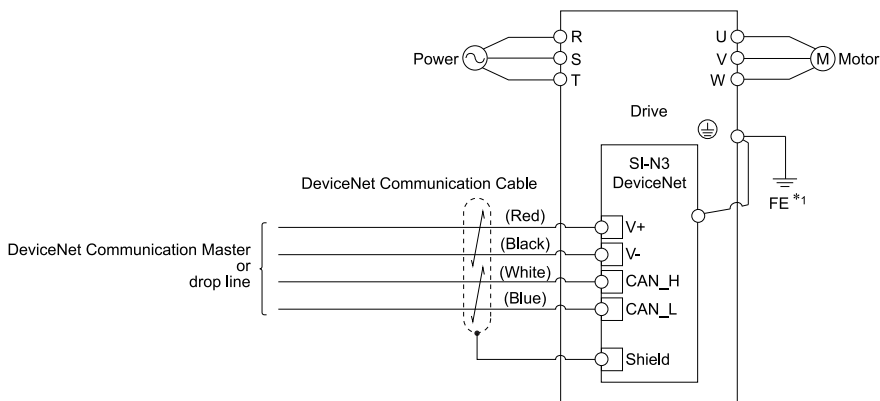 R
U
Power
S
V
M
Motor
T
W
Drive
SI-N3
DeviceNet
FE *1
DeviceNet Communication Cable
(Red)
V+
(Black)
V-
(White)
CAN_H
(Blue)
CAN_L
DeviceNet Communication Master
or
drop line
Shield